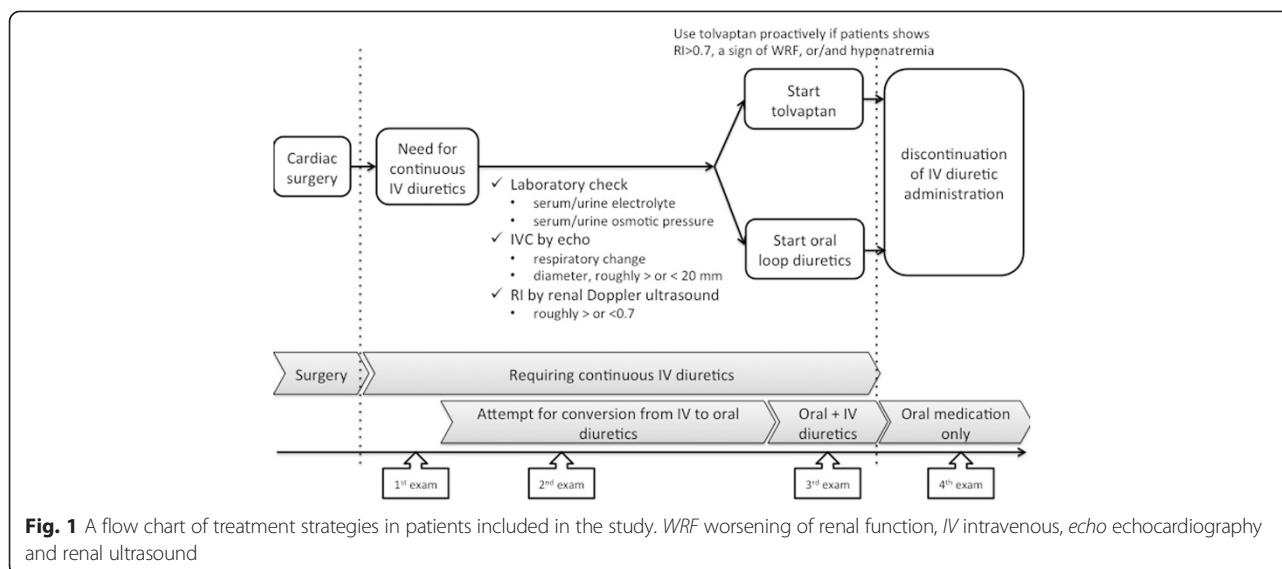 Use tolvaptan proactively if patients shows
RI>0.7, a sign of WRF, or/and hyponatremia
Cardiac
surgery
Need for
continuous
IV diuretics
✓ Laboratory check
• serum/urine electrolyte
• serum/urine osmotic pressure
✓ IVC by echo
• respiratory change
• diameter, roughly > or < 20 mm
✓ RI by renal Doppler ultrasound
• roughly > or <0.7
Start
tolvaptan
Start oral
loop diuretics
discontinuation
of IV diuretic
administration
Surgery
Requiring continuous IV diuretics
Attempt for conversion from IV to oral
diuretics
Oral + IV
diuretics
Oral medication
only
1st exam
2nd exam
3rd exam
4th exam
Fig. 1 A flow chart of treatment strategies in patients included in the study. WRF worsening of renal function, IV intravenous, echo echocardiography
and renal ultrasound